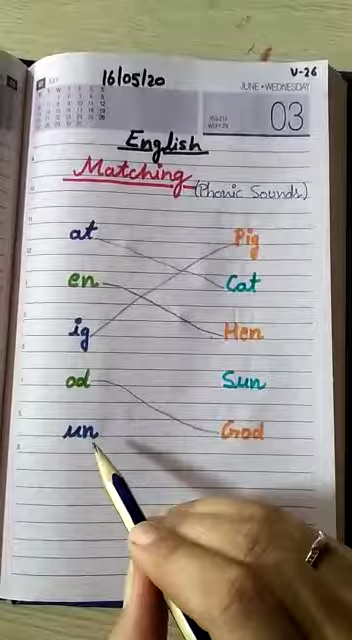 V-26
16/05/20
JULY
JUNE • WEDNESDAY
03
English
Matching (Phonic Sounds)
at Pig
en Cat
ig Hen
od Sun
un God